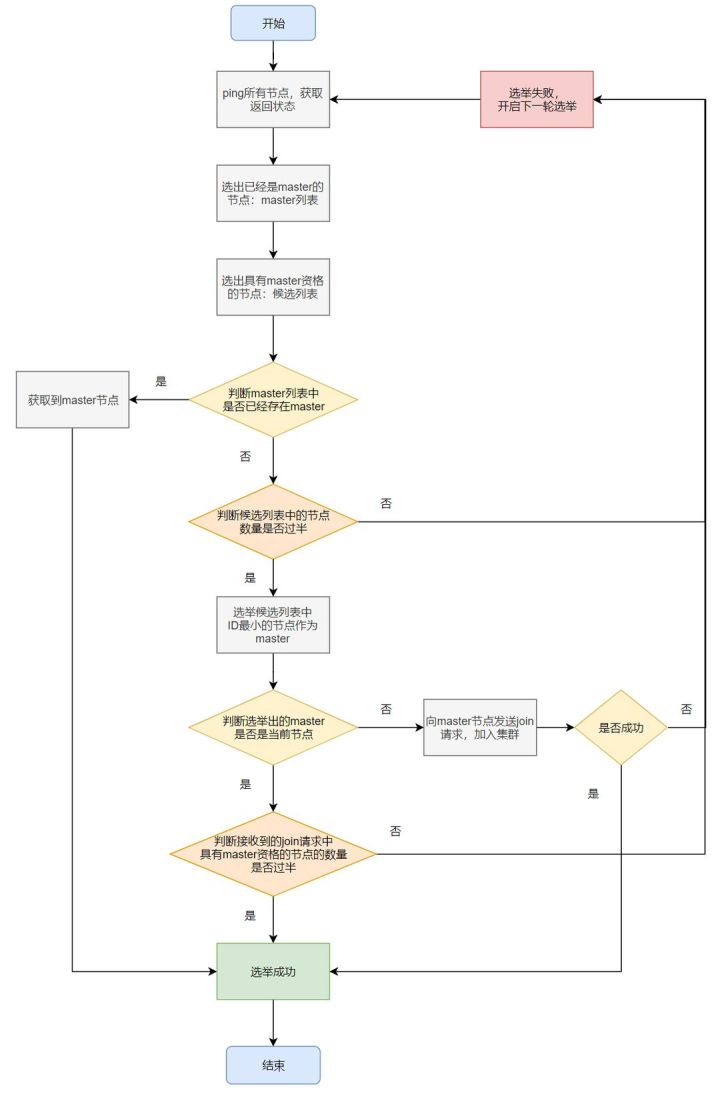 开始
ping所有节点，获取
返回状态
选举失败，
开启下一轮选举
选出已经是master的
节点：master列表
选出具有master资格
的节点：候选列表
判断master列表中
是否已经存在master
是
获取到master节点
否
判断候选列表中的节点
数量是否过半
否
是
选举候选列表中
ID最小的节点作为
master
判断选举出的master
是否是当前节点
否
向master节点发送join
请求，加入集群
是否成功
否
是
是
判断接收到的join请求中
具有master资格的节点的数量
是否过半
否
是
选举成功
结束